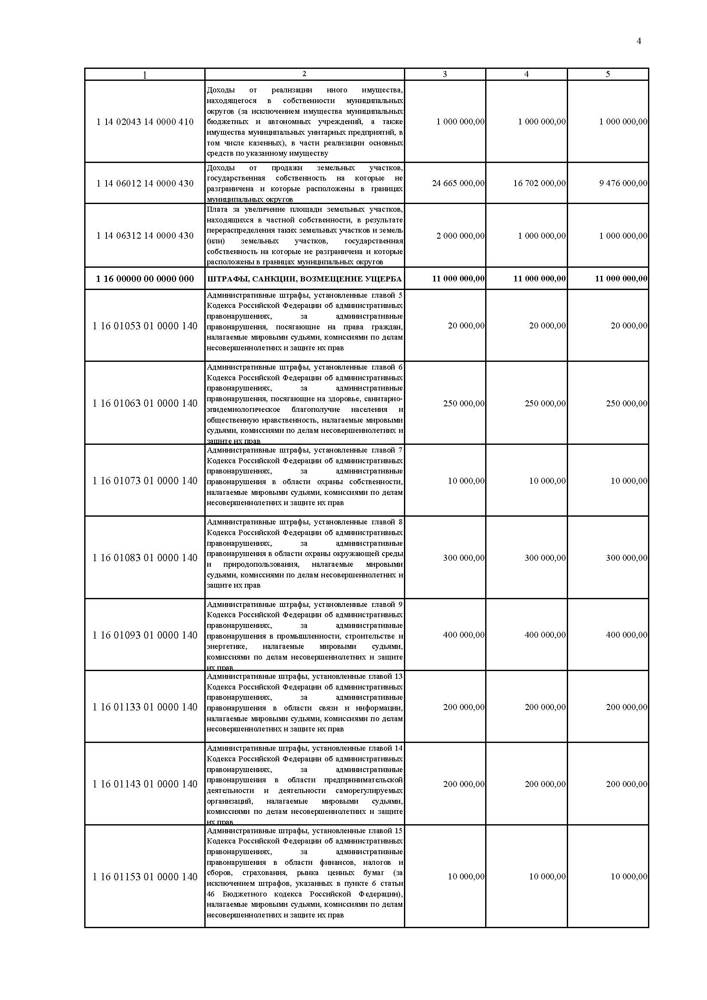 4
1 2 3 4 5
Доходы от реализации иного имущества,
находящегося в собственности муниципальных
округов (за исключением имущества муниципальных
бюджетных и автономных учреждений, а также
имущества муниципальных унитарных предприятий, в
том числе казенных), в части реализации основных
средств по указанному имуществу
1 14 02043 14 0000 410 1 000 000,00 1 000 000,00 1 000 000,00
Доходы от продажи земельных участков,
государственная собственность на которые не
разграничена и которые расположены в границах
муниципальных округов
1 14 06012 14 0000 430 24 665 000,00 16 702 000,00 9 476 000,00
Плата за увеличение площади земельных участков,
находящихся в частной собственности, в результате
перераспределения таких земельных участков и земель
(или) земельных участков, государственная
собственность на которые не разграничена и которые
расположены в границах муниципальных округов
1 14 06312 14 0000 430 2 000 000,00 1 000 000,00 1 000 000,00
1 16 00000 00 0000 000 ШТРАФЫ, САНКЦИИ, ВОЗМЕЩЕНИЕ УЩЕРБА 11 000 000,00 11 000 000,00 11 000 000,00
Административные штрафы, установленные главой 5
Кодекса Российской Федерации об административных
правонарушениях, за административные
правонарушения, посягающие на права граждан,
налагаемые мировыми судьями, комиссиями по делам
несовершеннолетних и защите их прав
1 16 01053 01 0000 140 20 000,00 20 000,00 20 000,00
Административные штрафы, установленные главой 6
Кодекса Российской Федерации об административных
правонарушениях, за административные
правонарушения, посягающие на здоровье, санитарно-
эпидемиологическое благополучие населения и
общественную нравственность, налагаемые мировыми
судьями, комиссиями по делам несовершеннолетних и
защите их прав
1 16 01063 01 0000 140 250 000,00 250 000,00 250 000,00
Административные штрафы, установленные главой 7
Кодекса Российской Федерации об административных
правонарушениях, за административные
правонарушения в области охраны собственности,
налагаемые мировыми судьями, комиссиями по делам
несовершеннолетних и защите их прав
1 16 01073 01 0000 140 10 000,00 10 000,00 10 000,00
Административные штрафы, установленные главой 8
Кодекса Российской Федерации об административных
правонарушениях, за административные
правонарушения в области охраны окружающей среды
и природопользования, налагаемые мировыми
судьями, комиссиями по делам несовершеннолетних и
защите их прав
1 16 01083 01 0000 140 300 000,00 300 000,00 300 000,00
Административные штрафы, установленные главой 9
Кодекса Российской Федерации об административных
правонарушениях, за административные
правонарушения в промышленности, строительстве и
энергетике, налагаемые мировыми судьями,
комиссиями по делам несовершеннолетних и защите
их прав
1 16 01093 01 0000 140 400 000,00 400 000,00 400 000,00
Административные штрафы, установленные главой 13
Кодекса Российской Федерации об административных
правонарушениях, за административные
правонарушения в области связи и информации,
налагаемые мировыми судьями, комиссиями по делам
несовершеннолетних и защите их прав
1 16 01133 01 0000 140 200 000,00 200 000,00 200 000,00
Административные штрафы, установленные главой 14
Кодекса Российской Федерации об административных
правонарушениях, за административные
правонарушения в области предпринимательской
деятельности и деятельности саморегулируемых
организаций, налагаемые мировыми судьями,
комиссиями по делам несовершеннолетних и защите
их прав
1 16 01143 01 0000 140 200 000,00 200 000,00 200 000,00
Административные штрафы, установленные главой 15
Кодекса Российской Федерации об административных
правонарушениях, за административные
правонарушения в области финансов, налогов и
сборов, страхования, рынка ценных бумаг (за
исключением штрафов, указанных в пункте 6 статьи
46 Бюджетного кодекса Российской Федерации),
налагаемые мировыми судьями, комиссиями по делам
несовершеннолетних и защите их прав
1 16 01153 01 0000 140 10 000,00 10 000,00 10 000,00